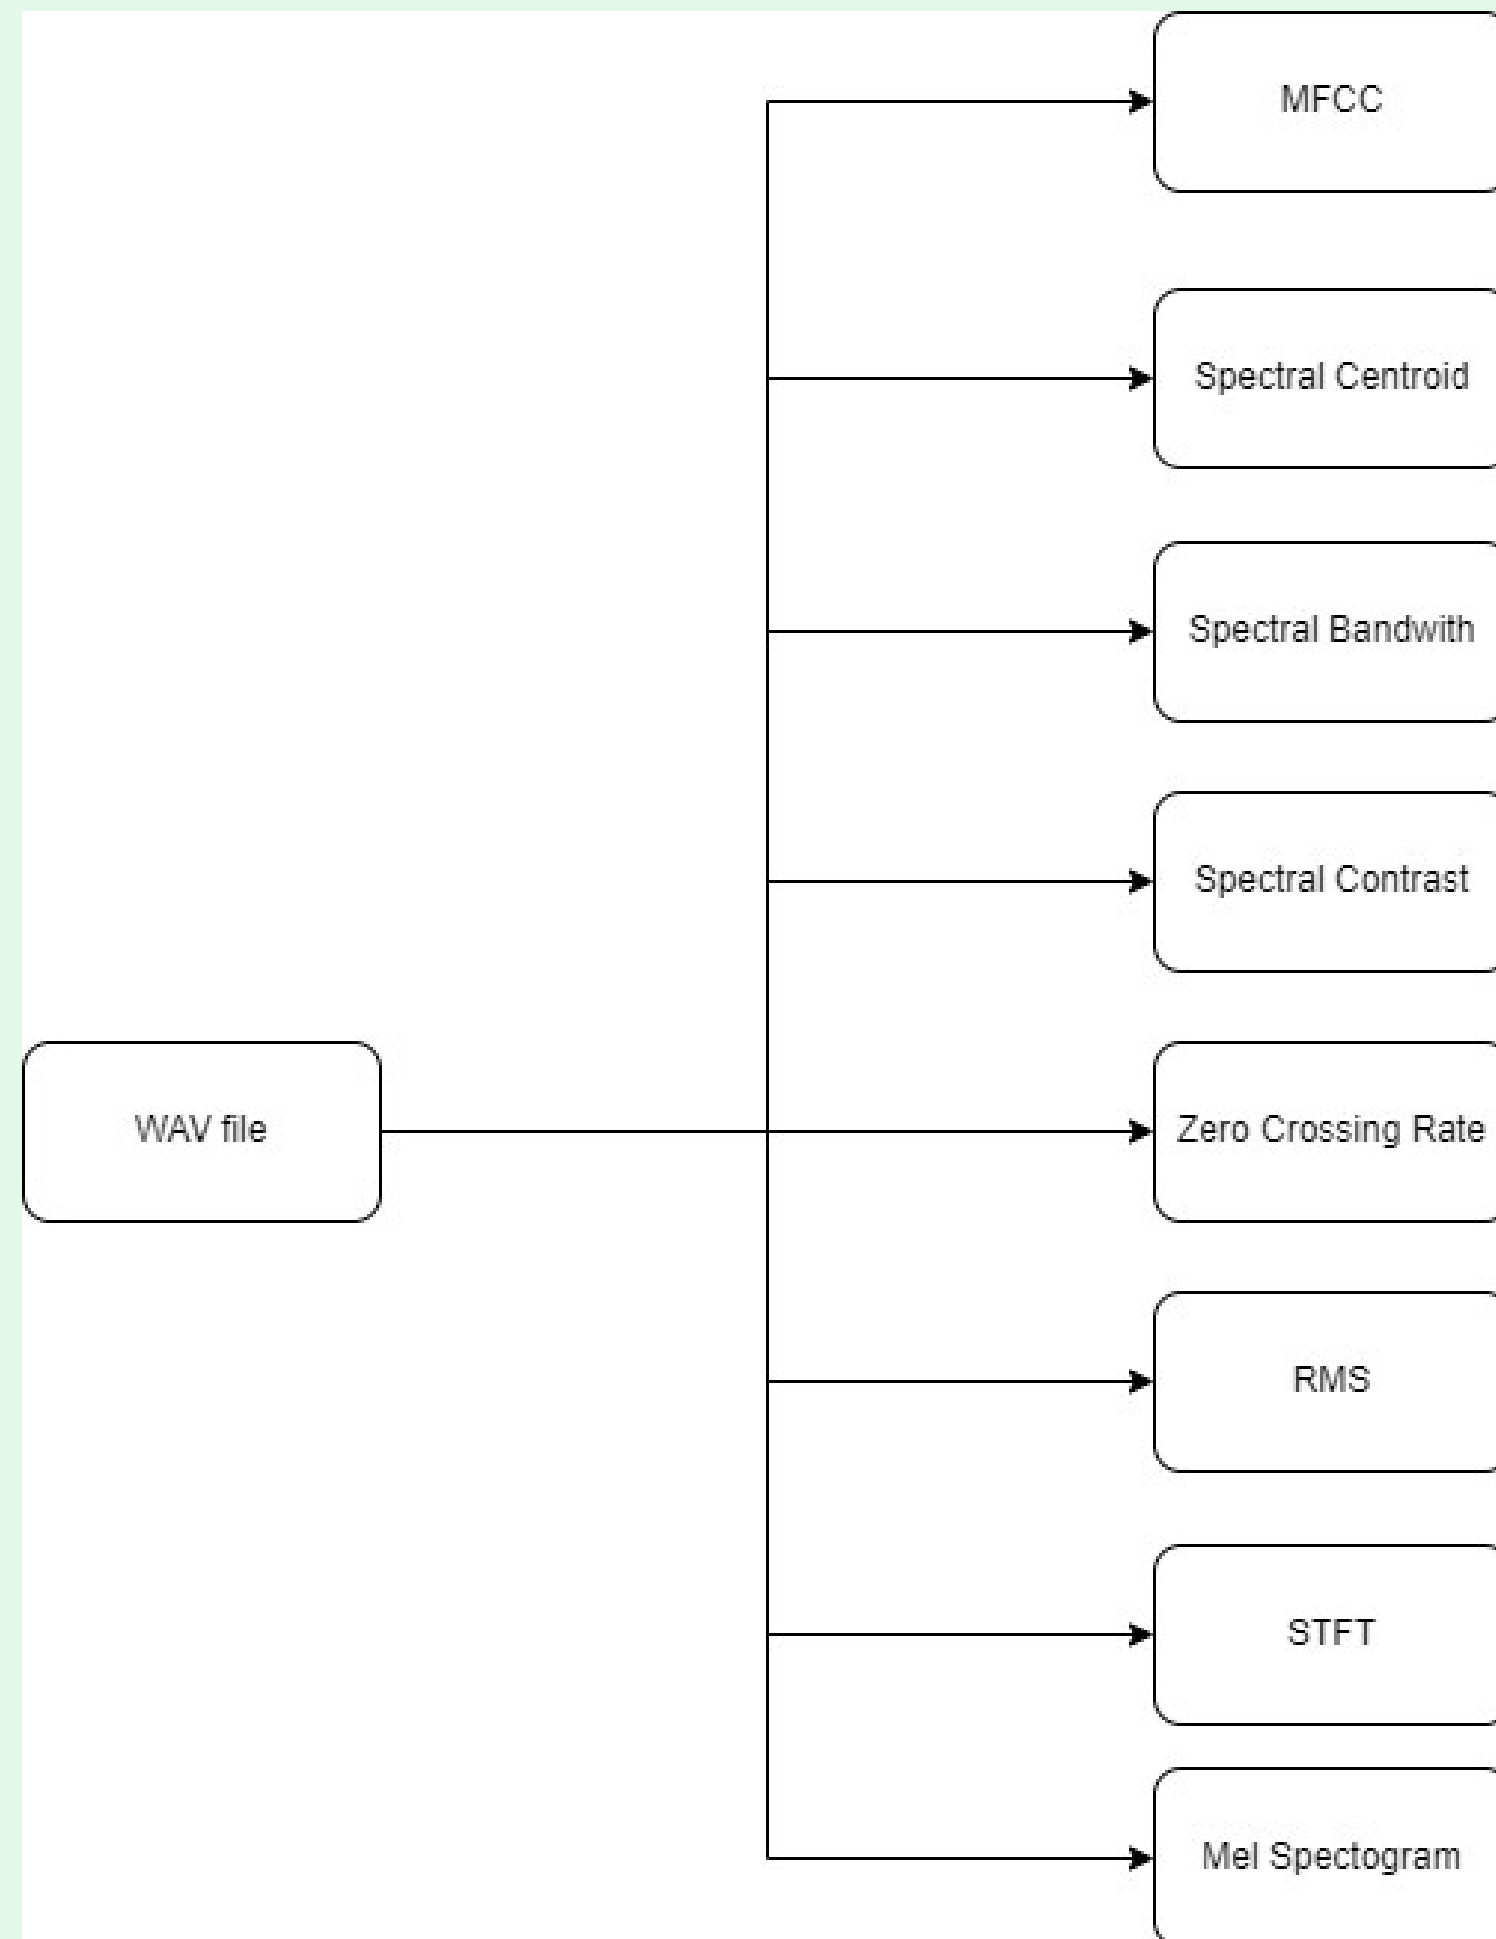 MFCC
Spectral Centroid
Spectral Bandwith
Spectral Contrast
WAV file
Zero Crossing Rate
RMS
STFT
Mel Spectogram